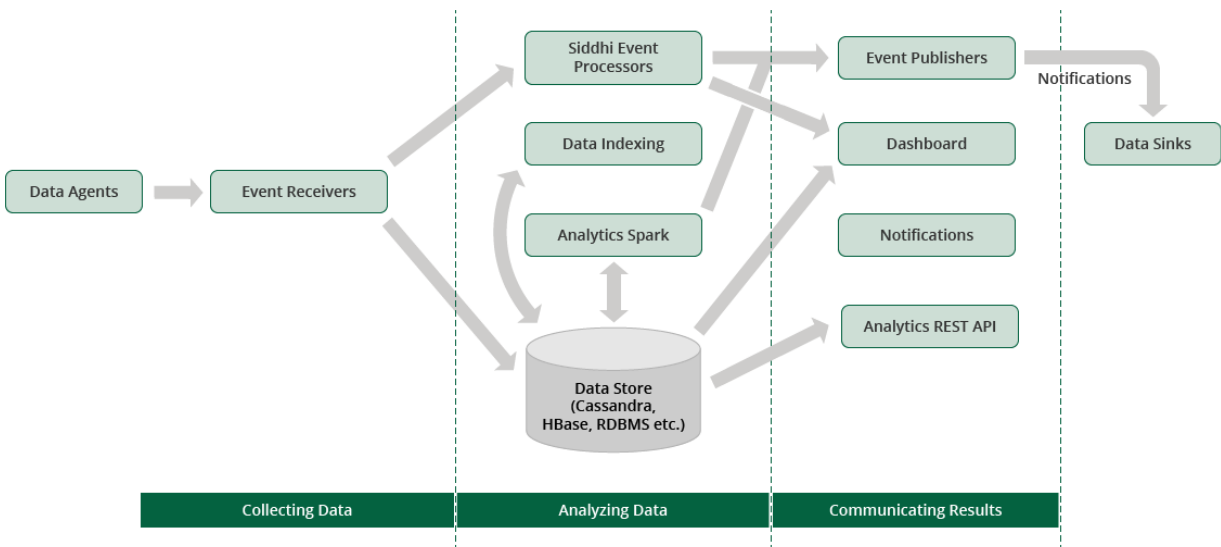 Siddhi Event
Processors
Event Publishers
Notifications
Data Indexing
Dashboard
Data Sinks
Data Agents
Event Receivers
Analytics Spark
Notifications
Analytics REST API
Data Store
(Cassandra,
HBase, RDBMS etc.)
Collecting Data
Analyzing Data
Communicating Results